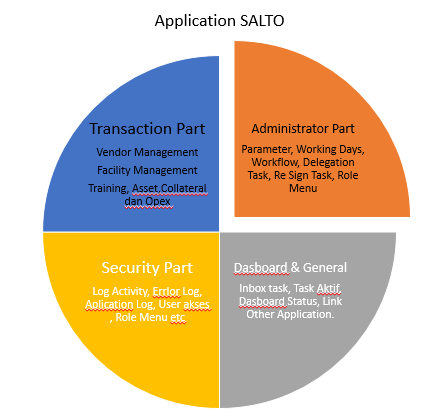 Application SALTO
Transaction Part
Vendor Management
Facility Management
Training, Asset,Collateral
dan Opex
Administrator Part
Parameter, Working Days,
Workflow, Delegation
Task, Re Sign Task, Role
Menu
Security Part
Log Activity, Errlor Log,
Aplication Log, User akses
, Role Menu etc
Dasboard & General
Inbox task, Task Aktif,
Dasboard Status, Link
Other Application.